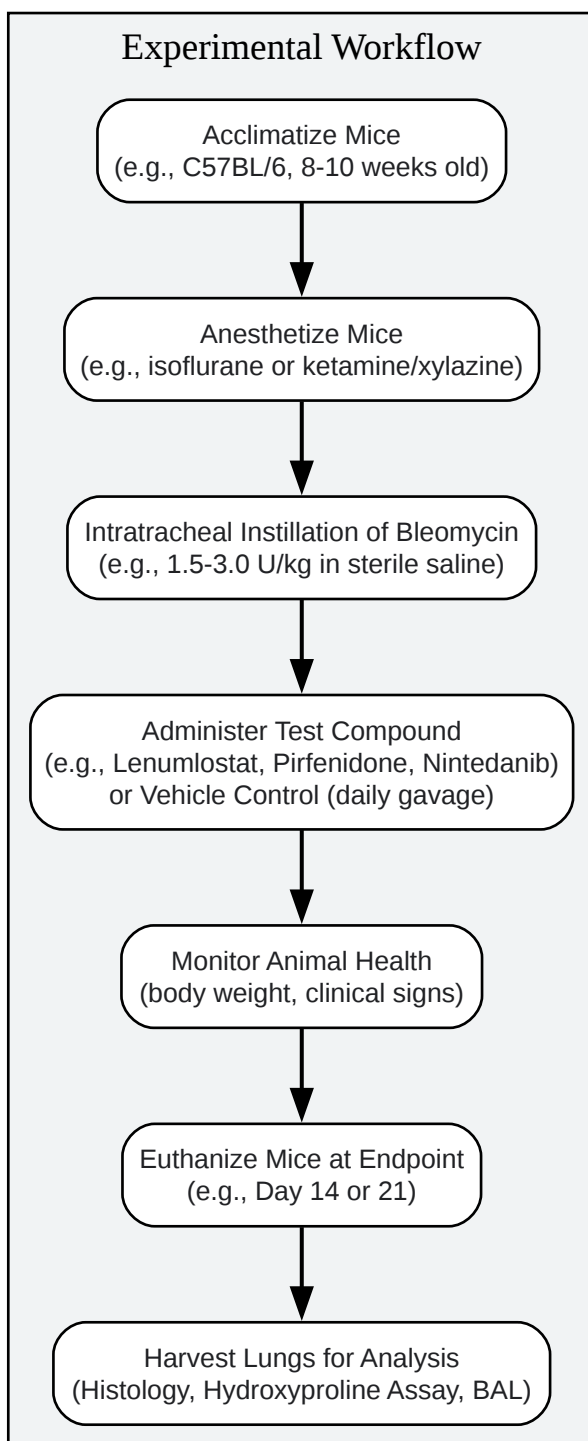 Experimental Workflow
Acclimatize Mice
(e.g., C57BL/6, 8-10 weeks old)
Anesthetize Mice
(e.g., isoflurane or ketamine/xylazine)
Intratracheal Instillation of Bleomycin
(e.g., 1.5-3.0 U/kg in sterile saline)
Administer Test Compound
(e.g., Lenumlostat, Pirfenidone, Nintedanib)
or Vehicle Control (daily gavage)
Monitor Animal Health
(body weight, clinical signs)
Euthanize Mice at Endpoint
(e.g., Day 14 or 21)
Harvest Lungs for Analysis
(Histology, Hydroxyproline Assay, BAL)